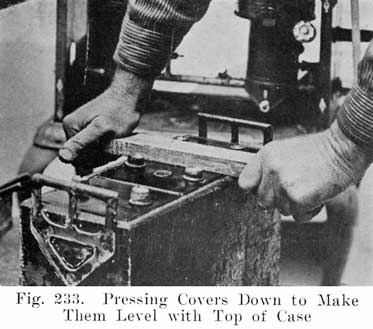 Fig. 233. Pressing Covers Down to Make
Them Level with Top of Case